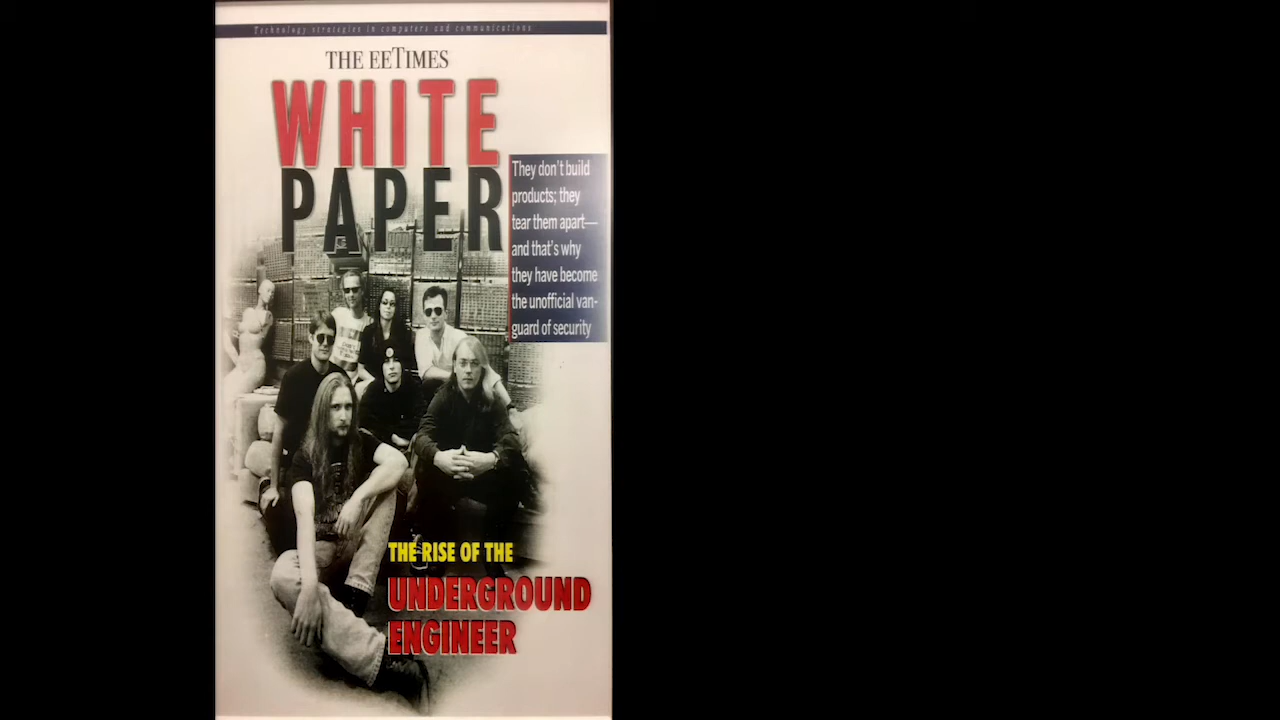 Technology strategies in computers and communications
THE EETIMES
WHITE
PAPER
They don't build
products; they
tear them apart—
and that's why
they have become
the unofficial van-
guard of security
THE RISE OF THE
UNDERGROUND
ENGINEER